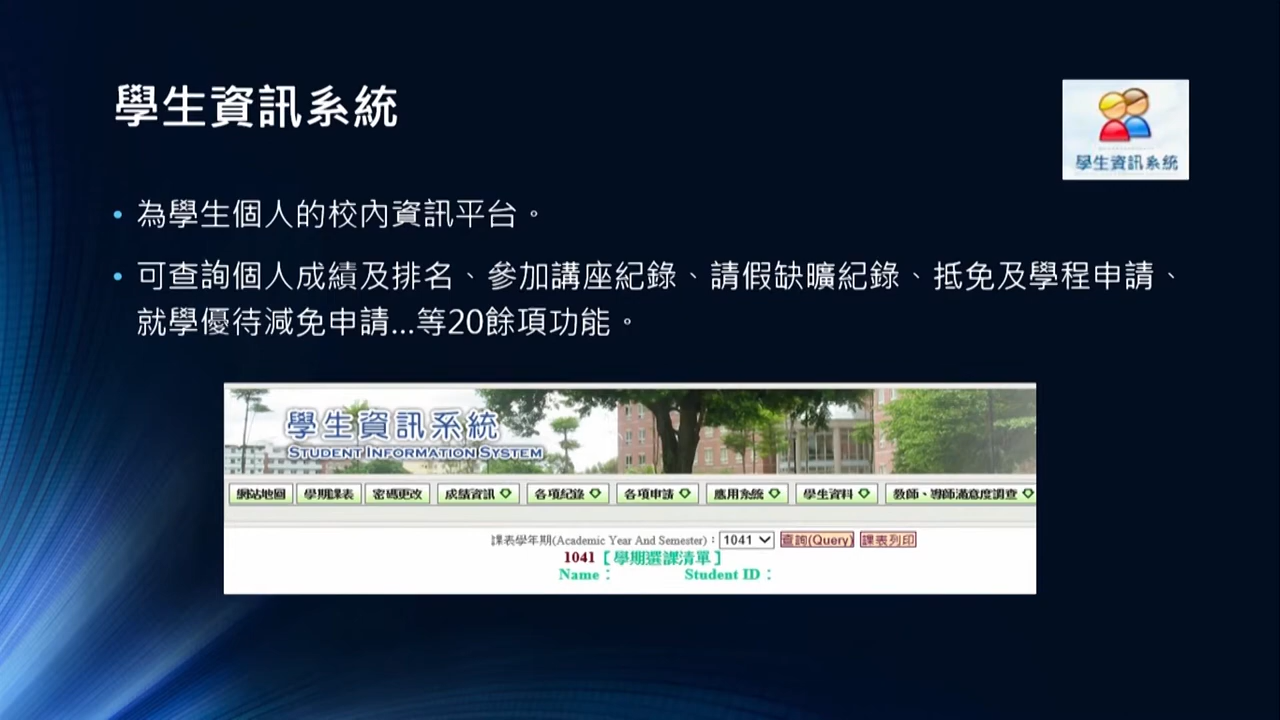 學生資訊系統
學生資訊系統
• 為學生個人的校內資訊平台。
• 可查詢個人成績及排名、參加講座紀錄、請假缺曠紀錄、抵免及學程申請、
就學優待減免申請...等20餘項功能。
學生資訊系統
STUDENT INFORMATION SYSTEM
網站地圖 學期課表 密碼更改 成績資訊 各項紀錄 各項申請 應用系統 學生資料 教師、導師滿意度調查
課表學年期(Academic Year And Semester)：1041 查詢(Query) 課表列印
1041【學期選課清單】
Name： Student ID：